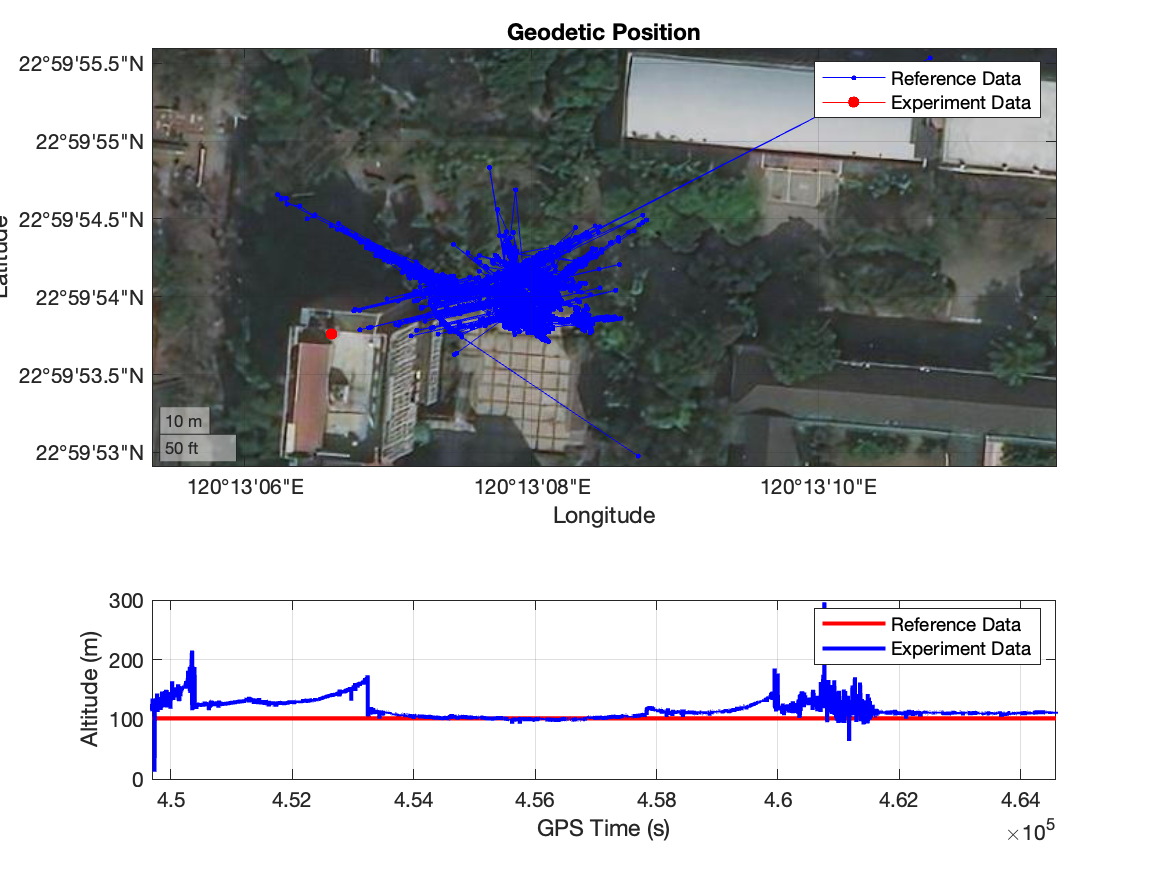 Geodetic Position
22°59'55.5"N
22°59'55"N
22°59'54.5"N
22°59'54"N
22°59'53.5"N
22°59'53"N
Latitude
Reference Data
Experiment Data
10 m
50 ft
120°13'06"E
120°13'08"E
120°13'10"E
Longitude
300
200
100
0
Altitude (m)
Reference Data
Experiment Data
4.5
4.52
4.54
4.56
4.58
4.6
4.62
4.64
GPS Time (s)
×10⁵